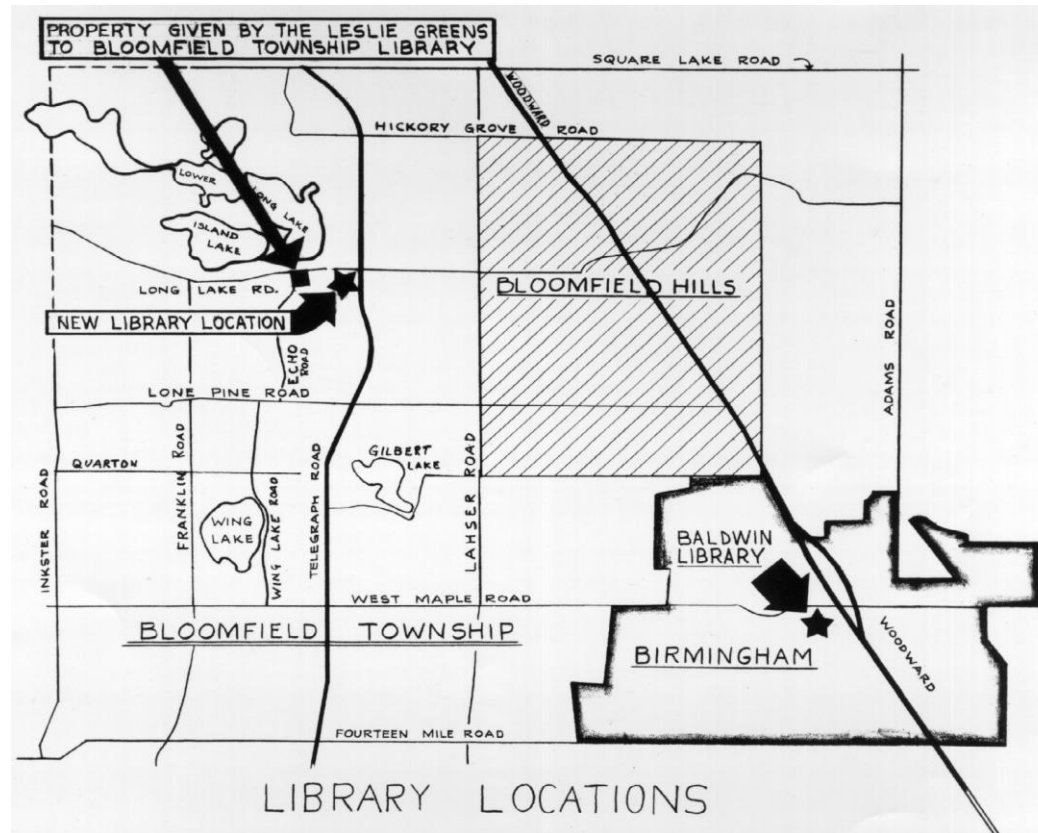 PROPERTY GIVEN BY THE LESLIE GREENS
TO BLOOMFIELD TOWNSHIP LIBRARY
SQUARE LAKE ROAD
WOODWARD
HICKORY GROVE ROAD
LOWER
LONG LAKE
ISLAND
LAKE
LONG LAKE RD.
BLOOMFIELD HILLS
NEW LIBRARY LOCATION
ECHO
ROAD
ADAMS ROAD
LONE PINE ROAD
QUARTON
GILBERT
LAKE
INKSTER ROAD
FRANKLIN ROAD
WING
LAKE
WING LAKE ROAD
TELEGRAPH ROAD
LAHSER ROAD
BALDWIN
LIBRARY
WEST MAPLE ROAD
BLOOMFIELD TOWNSHIP
BIRMINGHAM
WOODWARD
FOURTEEN MILE ROAD
LIBRARY LOCATIONS